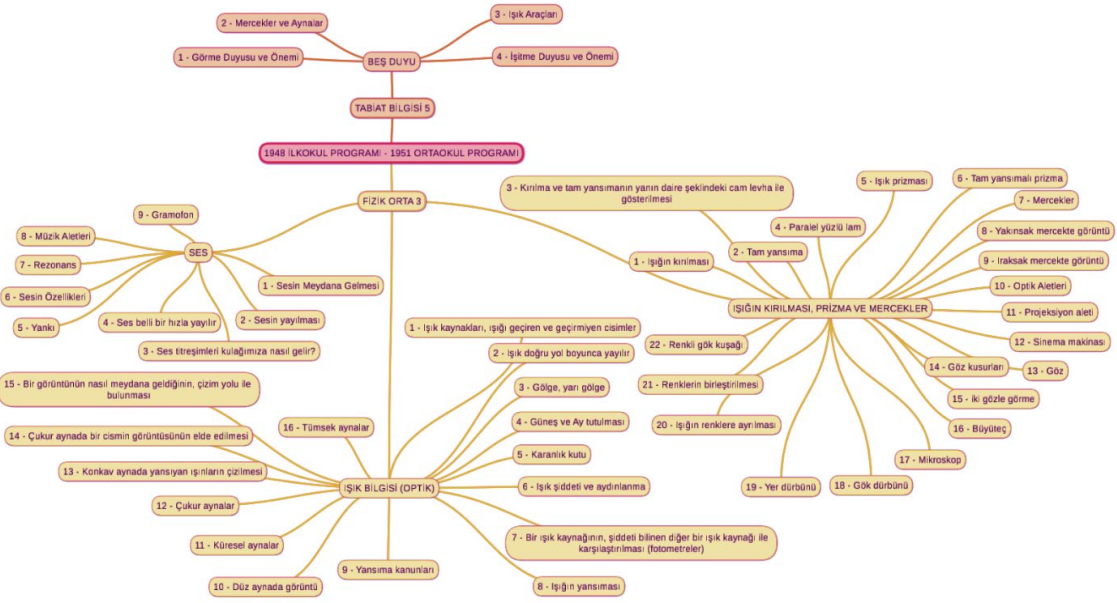 2 - Mercekler ve Aynalar
3 - Işık Araçları
1 - Görme Duyusu ve Önemi
BEŞ DUYU
4 - İşitme Duyusu ve Önemi
TABİAT BİLGİSİ 5
1948 İLKOKUL PROGRAMI - 1951 ORTAOKUL PROGRAMI
FİZİK ORTA 3
9 - Gramofon
8 - Müzik Aletleri
SES
7 - Rezonans
1 - Sesin Meydana Gelmesi
6 - Sesin Özellikleri
2 - Sesin yayılması
5 - Yankı
4 - Ses belli bir hızla yayılır
3 - Ses titreşimleri kulağımıza nasıl gelir?
3 - Kırılma ve tam yansımanın yanın daire şeklindeki cam levha ile
gösterilmesi
5 - Işık prizması
6 - Tam yansımalı prizma
7 - Mercekler
4 - Paralel yüzlü lam
8 - Yakınsak mercekte görüntü
2 - Tam yansıma
1 - Işığın kırılması
9 - Iraksak mercekte görüntü
10 - Optik Aletleri
IŞIĞIN KIRILMASI, PRİZMA VE MERCEKLER
11 - Projeksiyon aleti
22 - Renkli gök kuşağı
12 - Sinema makinası
14 - Göz kusurları
13 - Göz
21 - Renklerin birleştirilmesi
15 - iki gözle görme
20 - Işığın renklere ayrılması
16 - Büyüteç
17 - Mikroskop
19 - Yer dürbünü
18 - Gök dürbünü
1 - Işık kaynakları, ışığı geçiren ve geçirmiyen cisimler
2 - Işık doğru yol boyunca yayılır
3 - Gölge, yarı gölge
4 - Güneş ve Ay tutulması
5 - Karanlık kutu
6 - Işık şiddeti ve aydınlanma
7 - Bir ışık kaynağının, şiddeti bilinen diğer bir ışık kaynağı ile
karşılaştırılması (fotometreler)
8 - Işığın yansıması
IŞIK BİLGİSİ (OPTİK)
15 - Bir görüntünün nasıl meydana geldiğinin, çizim yolu ile
bulunması
16 - Tümsek aynalar
14 - Çukur aynada bir cismin görüntüsünün elde edilmesi
13 - Konkav aynada yansıyan ışınların çizilmesi
12 - Çukur aynalar
11 - Küresel aynalar
10 - Düz aynada görüntü
9 - Yansıma kanunları